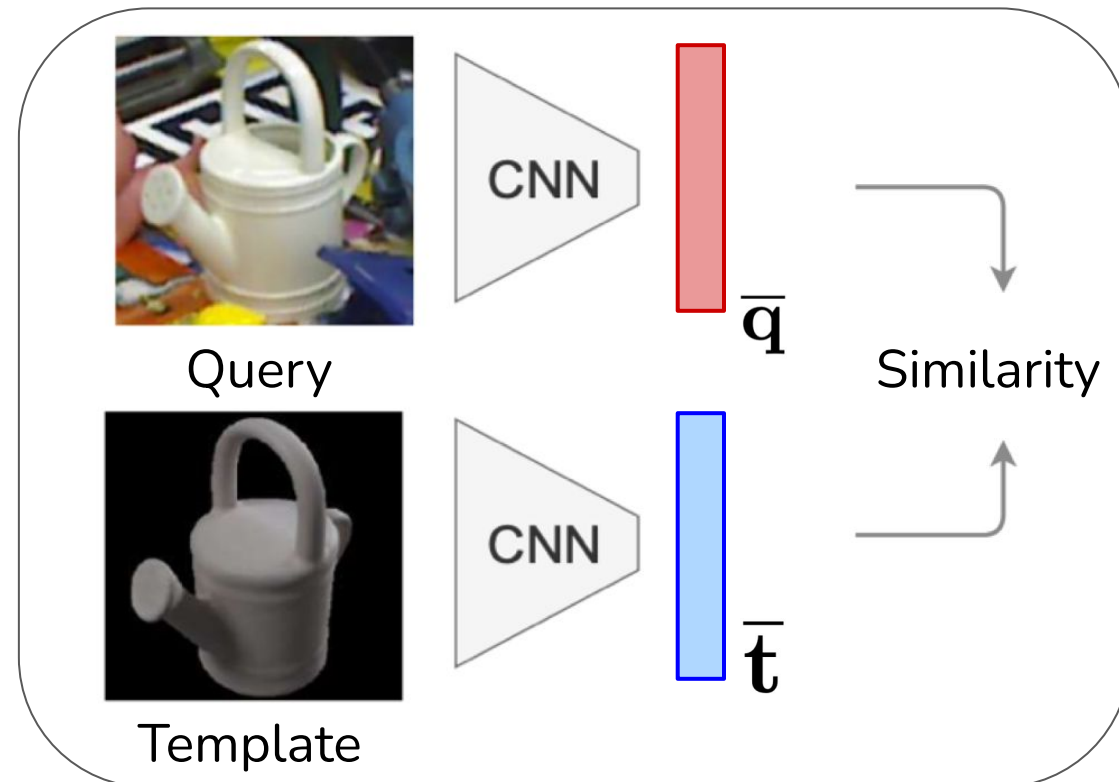 CNN
q̅
Query
Similarity
CNN
t̅
Template